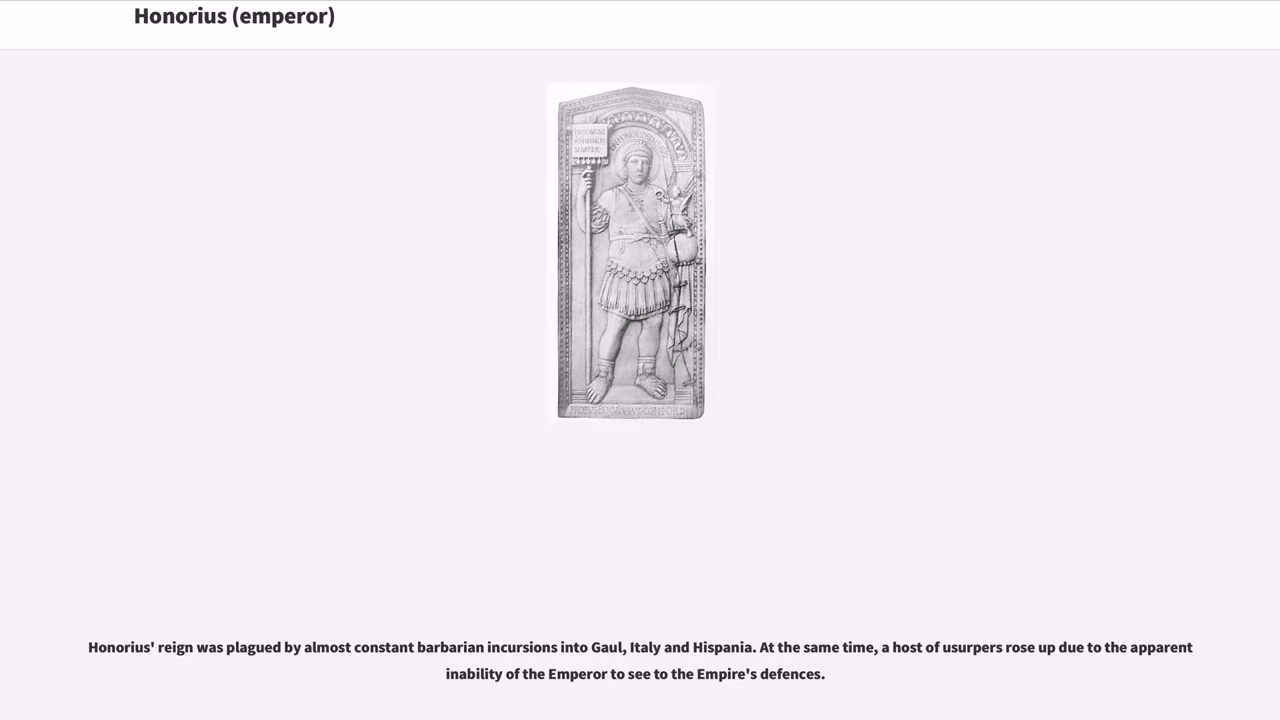 Honorius (emperor)
Honorius' reign was plagued by almost constant barbarian incursions into Gaul, Italy and Hispania. At the same time, a host of usurpers rose up due to the apparent
inability of the Emperor to see to the Empire's defences.